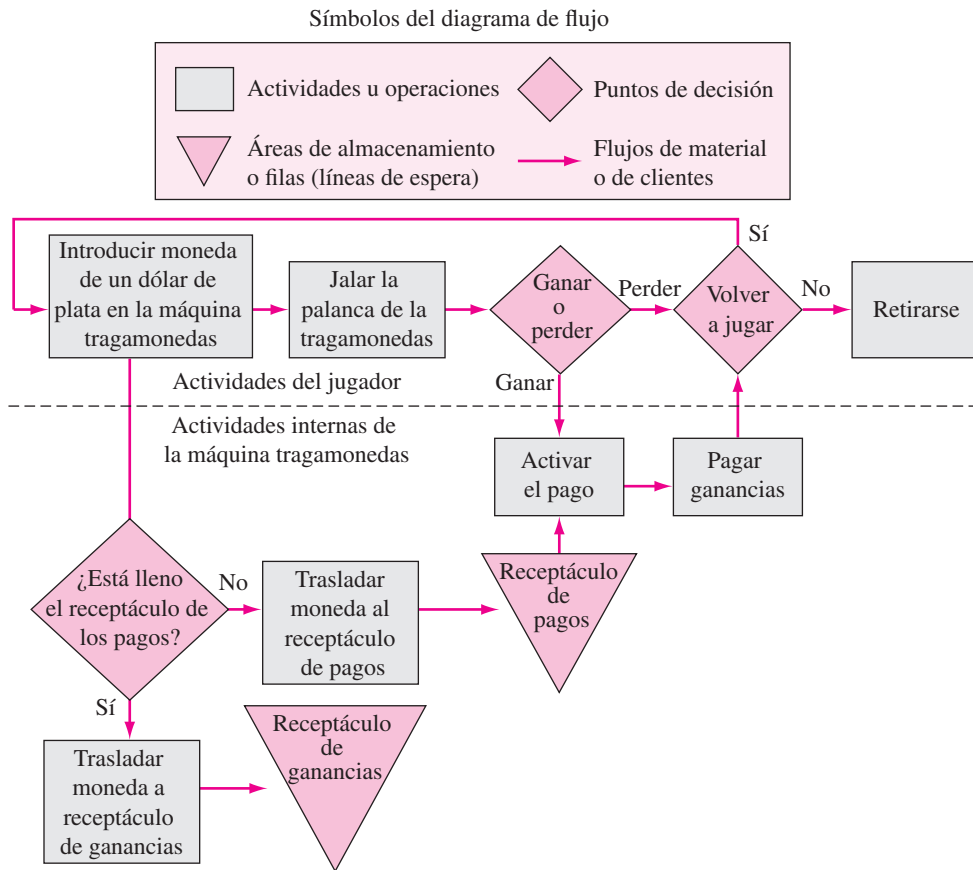 Símbolos del diagrama de flujo
Actividades u operaciones
Puntos de decisión
Áreas de almacenamiento
o filas (líneas de espera)
Flujos de material
o de clientes
Sí
Introducir moneda
de un dólar de
plata en la máquina
tragamonedas
Jalar la
palanca de la
tragamonedas
Ganar
o
perder
Perder
Volver
a jugar
No
Retirarse
Actividades del jugador
Ganar
Actividades internas de
la máquina tragamonedas
Activar
el pago
Pagar
ganancias
¿Está lleno
el receptáculo de
los pagos?
No
Trasladar
moneda al
receptáculo
de pagos
Receptáculo
de
pagos
Sí
Trasladar
moneda a
receptáculo
de ganancias
Receptáculo
de
ganancias